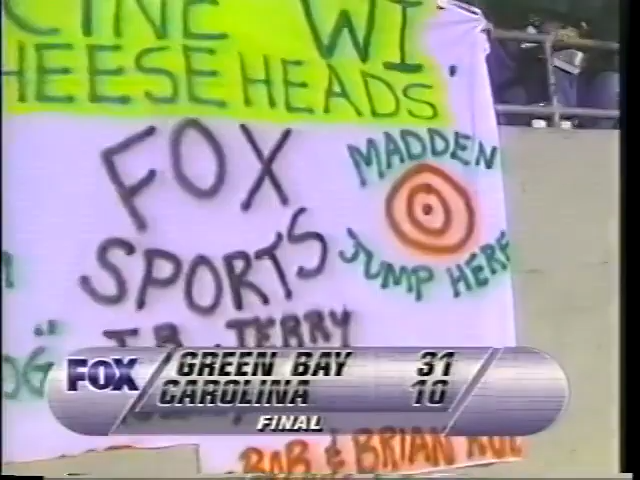 CINE WI.
HEESE HEADS
FOX
SPORTS
MADDEN
JUMP HERE
J.B. TERRY
OG
FOX
GREEN BAY 31
CAROLINA 10
FINAL
BOB & BRIAN